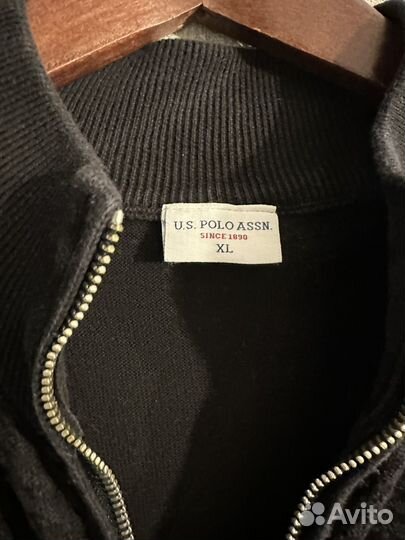 U.S. POLO ASSN.
SINCE 1890
XL
Avito